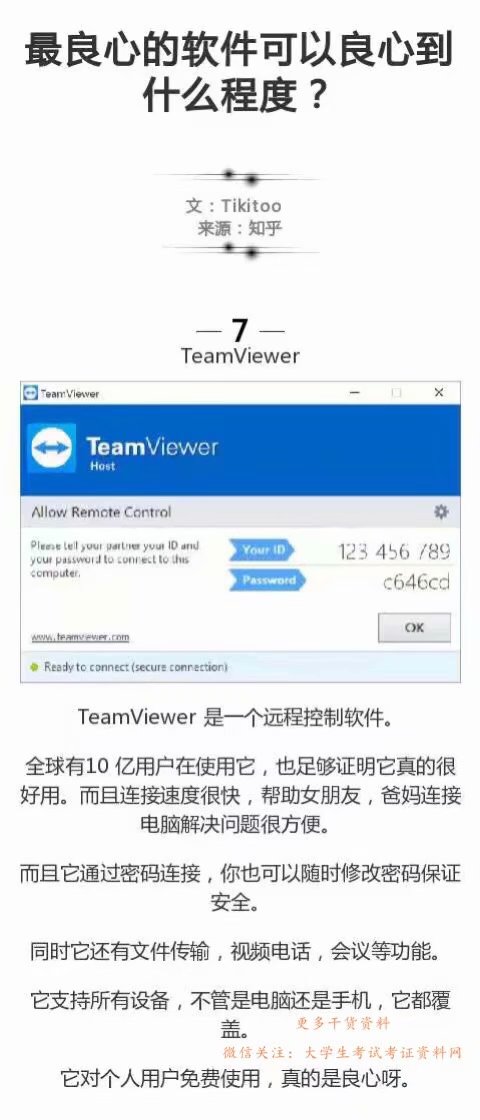 最良心的软件可以良心到
什么程度？
文：Tikitoo
来源：知乎
7
TeamViewer
TeamViewer
TeamViewer
Host
Allow Remote Control
Please tell your partner your ID and
your password to connect to this
computer.
Your ID
123 456 789
Password
c646cd
OK
www.teamviewer.com
Ready to connect (secure connection)
TeamViewer 是一个远程控制软件。
全球有10 亿用户在使用它，也足够证明它真的很
好用。而且连接速度很快，帮助女朋友，爸妈连接
电脑解决问题很方便。
而且它通过密码连接，你也可以随时修改密码保证
安全。
同时它还有文件传输，视频电话，会议等功能。
它支持所有设备，不管是电脑还是手机，它都覆
盖。
更多干货资料
微信关注：大学生考试考证资料网
它对个人用户免费使用，真的是良心呀。